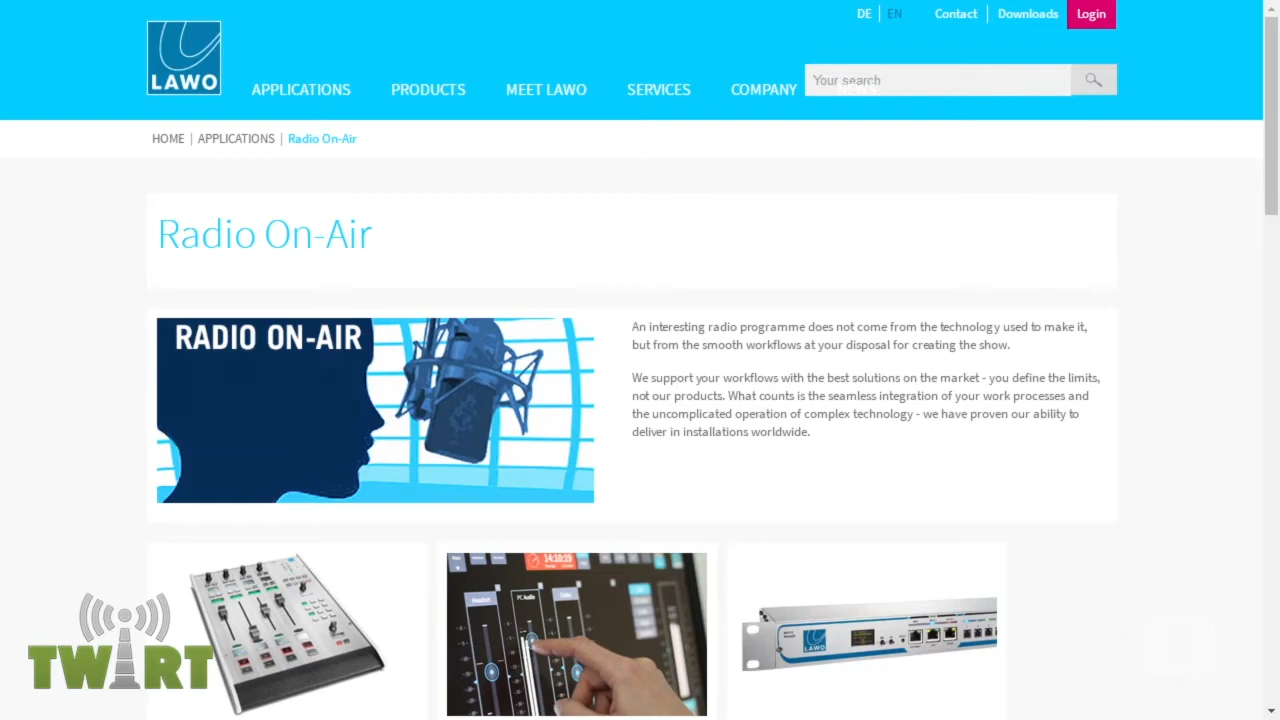 DE
EN
Contact
Downloads
Login
LAWO
APPLICATIONS
PRODUCTS
MEET LAWO
SERVICES
COMPANY
NEWS
Your search
HOME | APPLICATIONS | Radio On-Air
Radio On-Air
RADIO ON-AIR
An interesting radio programme does not come from the technology used to make it,
but from the smooth workflows at your disposal for creating the show.
We support your workflows with the best solutions on the market - you define the limits,
not our products. What counts is the seamless integration of your work processes and
the uncomplicated operation of complex technology - we have proven our ability to
deliver in installations worldwide.
PC Audio
LAWO
TWiRT